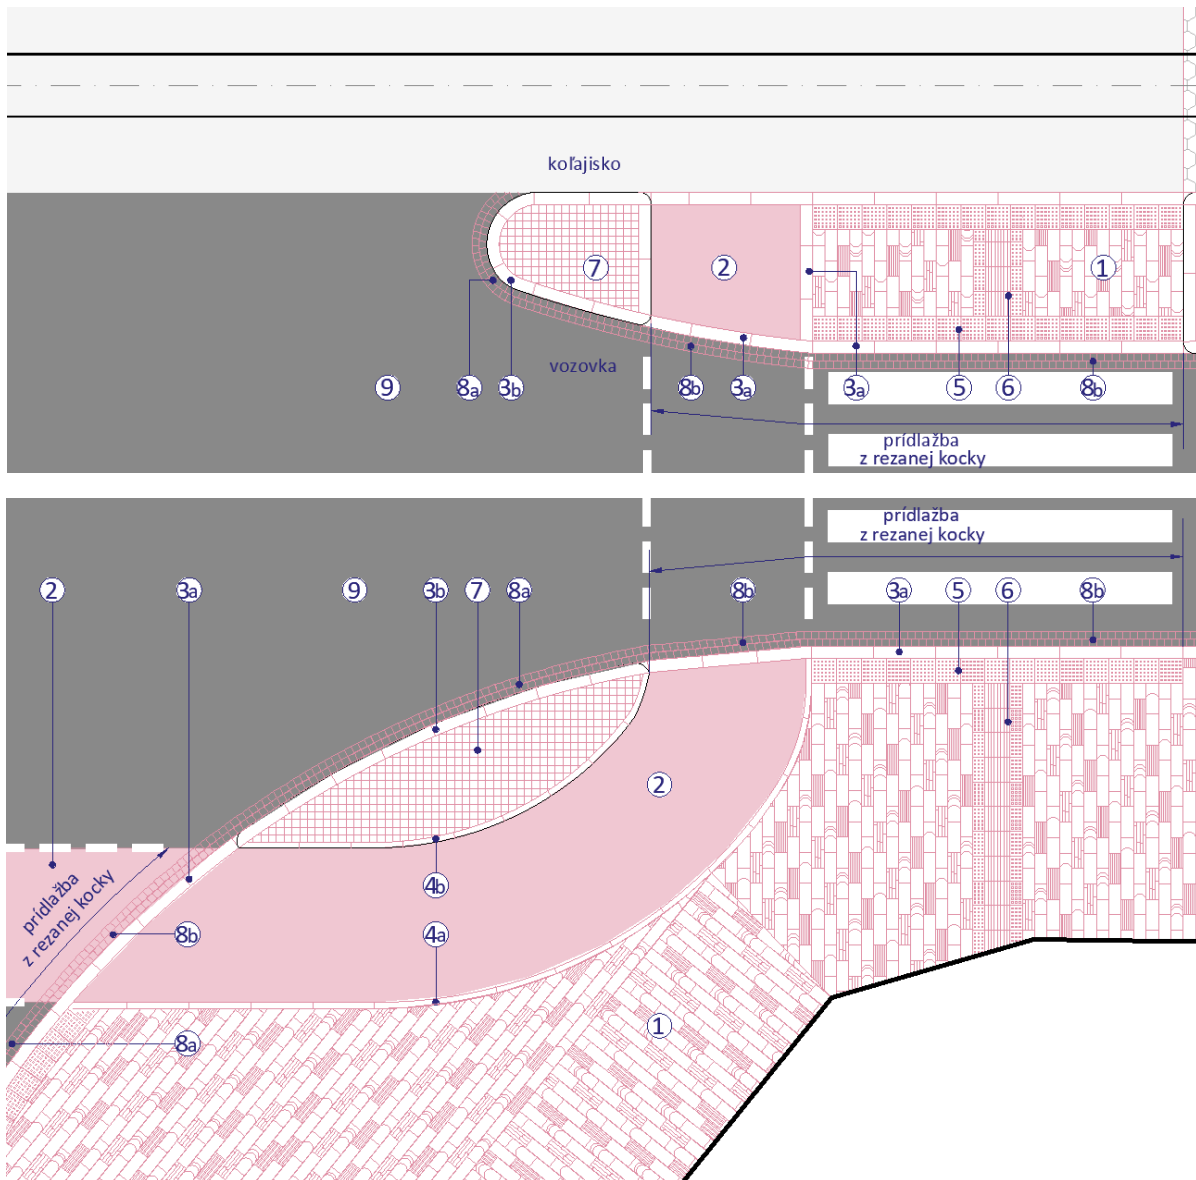 koľajisko
7
2
1
vozovka
9
8a
3b
8b
3a
3a
5
6
8b
prídlažba
z rezanej kocky
prídlažba
z rezanej kocky
2
3a
9
3b
7
8a
8b
3a
5
6
8b
2
prídlažba
z rezanej kocky
4b
8b
4a
1
8a